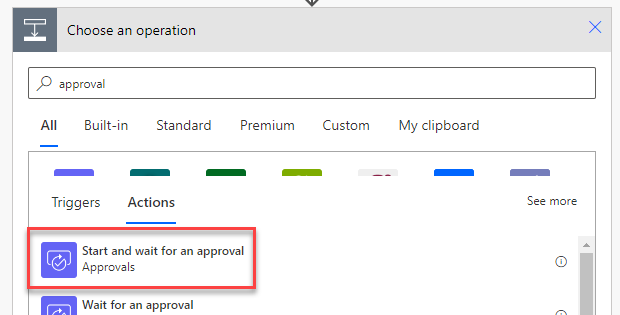 Choose an operation
approval
All Built-in Standard Premium Custom My clipboard
Triggers Actions See more
Start and wait for an approval
Approvals
Wait for an approval